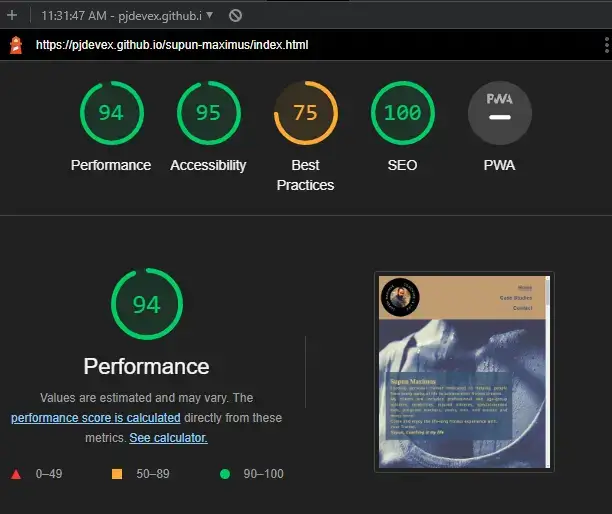 11:31:47 AM - pjdevex.github.i
https://pjdevex.github.io/supun-maximus/index.html
94
95
75
100
PWA
Performance
Accessibility
Best
Practices
SEO
PWA
94
Performance
Values are estimated and may vary. The
performance score is calculated directly from these
metrics. See calculator.
0–49
50–89
90–100
Home
Case Studies
Contact
Supun Maximus